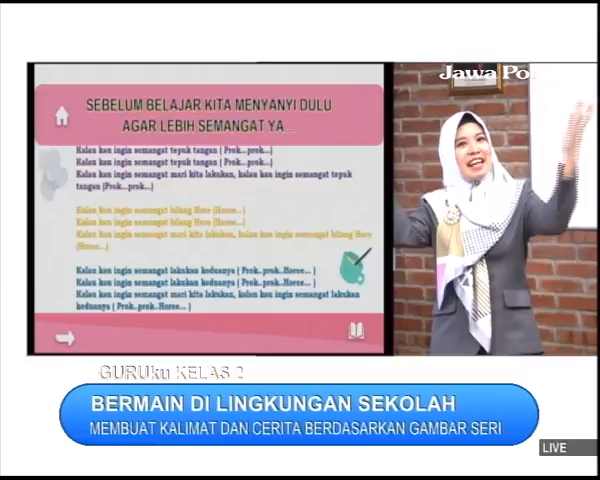 Jawa Po
SEBELUM BELAJAR KITA MENYANYI DULU
AGAR LEBIH SEMANGAT YA...
Kalau kau ingin semangat tepuk tangan ( Prok...prok...)
Kalau kau ingin semangat tepuk tangan ( Prok...prok...)
Kalau kau ingin semangat mari kita lakukan, kalau kau ingin semangat tepuk
tangan (Prok...prok...)
Kalau kau ingin semangat bilang Hore (Horee...)
Kalau kau ingin semangat bilang Hore (Horee...)
Kalau kau ingin semangat mari kita lakukan, kalau kau ingin semangat bilang Hore
(Horee...)
Kalau kau ingin semangat lakukan keduanya ( Prok..prok..Horee... )
Kalau kau ingin semangat lakukan keduanya ( Prok..prok..Horee... )
Kalau kau ingin semangat mari kita lakukan, kalau kau ingin semangat lakukan
keduanya ( Prok..prok..Horee... )
GURUku KELAS 2
BERMAIN DI LINGKUNGAN SEKOLAH
MEMBUAT KALIMAT DAN CERITA BERDASARKAN GAMBAR SERI
LIVE